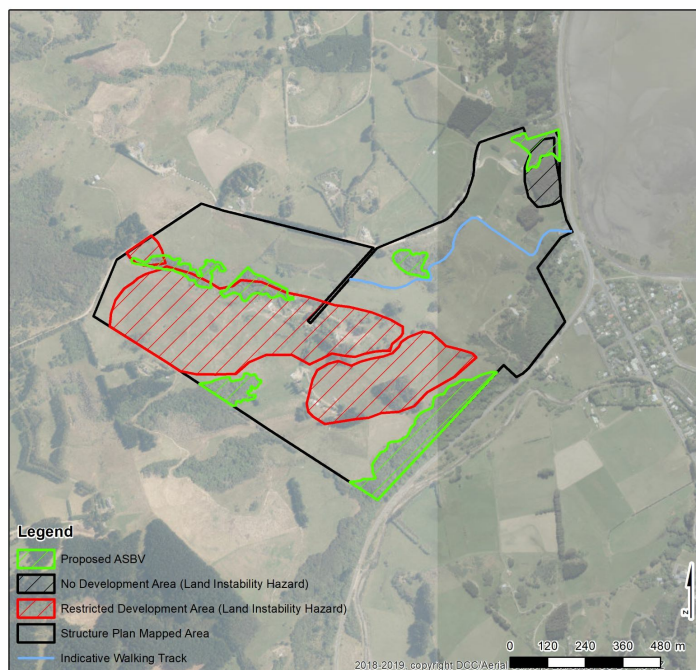 Legend
Proposed ASBV
No Development Area (Land Instability Hazard)
Restricted Development Area (Land Instability Hazard)
Structure Plan Mapped Area
Indicative Walking Track
N
0 120 240 360 480 m
2018-2019, copyright DCC/Aerial